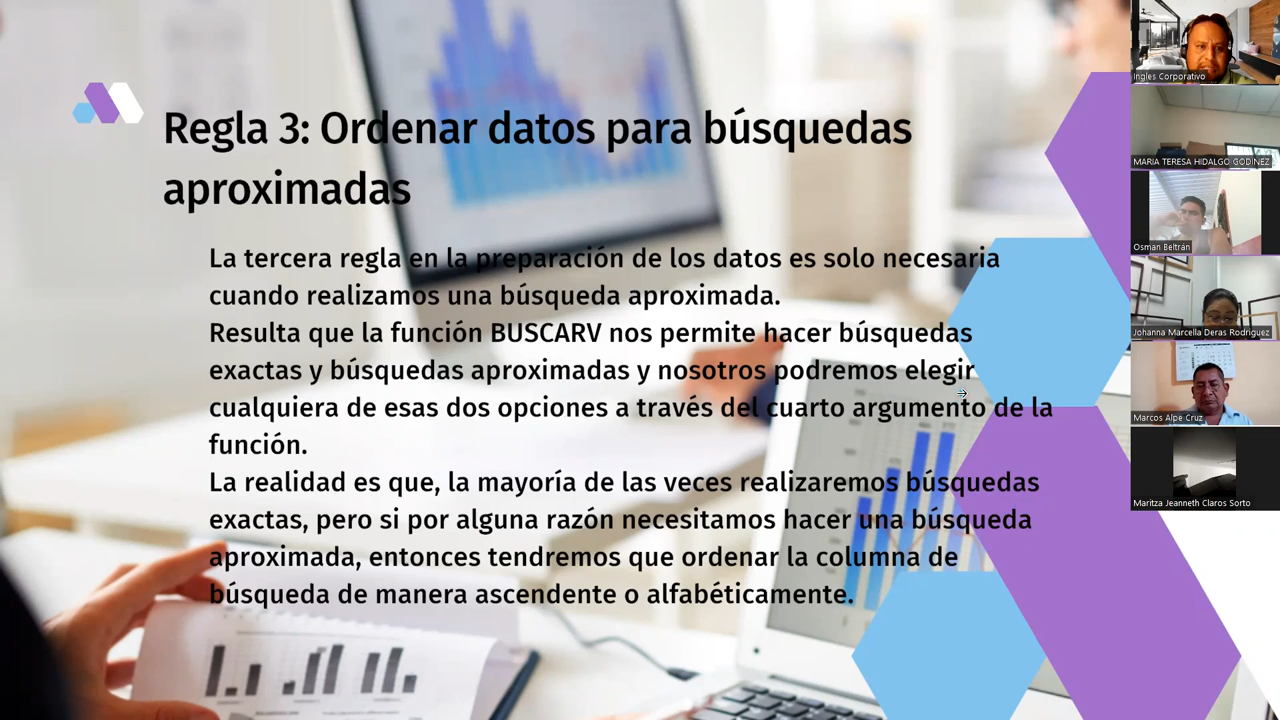 Regla 3: Ordenar datos para búsquedas
aproximadas
La tercera regla en la preparación de los datos es solo necesaria
cuando realizamos una búsqueda aproximada.
Resulta que la función BUSCARV nos permite hacer búsquedas
exactas y búsquedas aproximadas y nosotros podremos elegir
cualquiera de esas dos opciones a través del cuarto argumento de la
función.
La realidad es que, la mayoría de las veces realizaremos búsquedas
exactas, pero si por alguna razón necesitamos hacer una búsqueda
aproximada, entonces tendremos que ordenar la columna de
búsqueda de manera ascendente o alfabéticamente.
Ingles Corporativo
MARIA TERESA HIDALGO GODINEZ
Osman Beltrán
Johanna Marcella Deras Rodriguez
Marcos Alpe Cruz
Maritza Jeanneth Claros Sorto